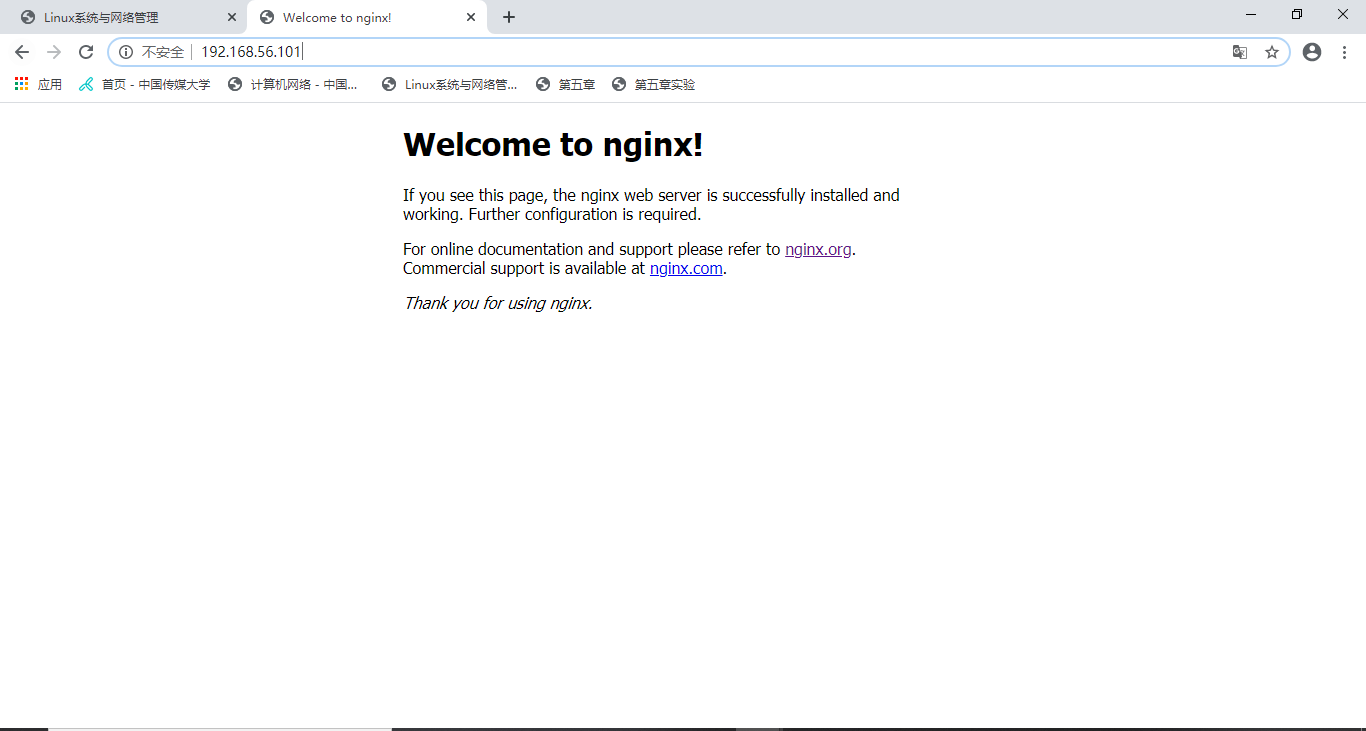 Linux系统与网络管理
Welcome to nginx!
不安全 192.168.56.101
应用 首页 - 中国传媒大学 计算机网络 - 中国... Linux系统与网络管... 第五章 第五章实验
Welcome to nginx!
If you see this page, the nginx web server is successfully installed and
working. Further configuration is required.
For online documentation and support please refer to nginx.org.
Commercial support is available at nginx.com.
Thank you for using nginx.